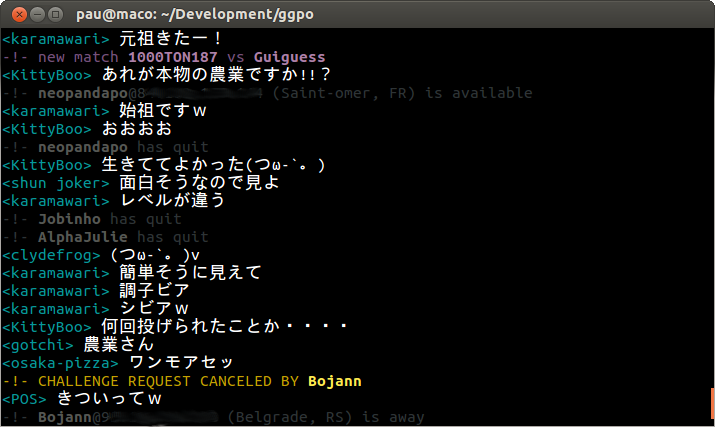 pau@maco: ~/Development/ggpo
<karamawari> 元祖きたー！
-!- new match 1000TON187 vs Guiguess
<KittyBoo> あれが本物の農業ですか!!？
-!- neopandapo@8 4 (Saint-omer, FR) is available
<karamawari> 始祖ですｗ
<KittyBoo> おおおお
-!- neopandapo has quit
<KittyBoo> 生きててよかった(つω-`。)
<shun joker> 面白そうなので見よ
<karamawari> レベルが違う
-!- Jobinho has quit
-!- AlphaJulie has quit
<clydefrog> (つω-`。)v
<karamawari> 簡単そうに見えて
<karamawari> 調子ビア
<karamawari> シビアｗ
<KittyBoo> 何回投げられたことか・・・・
<gotchi> 農業さん
<osaka-pizza> ワンモアセッ
-!- CHALLENGE REQUEST CANCELED BY Bojann
<POS> きついってｗ
-!- Bojann@9 (Belgrade, RS) is away